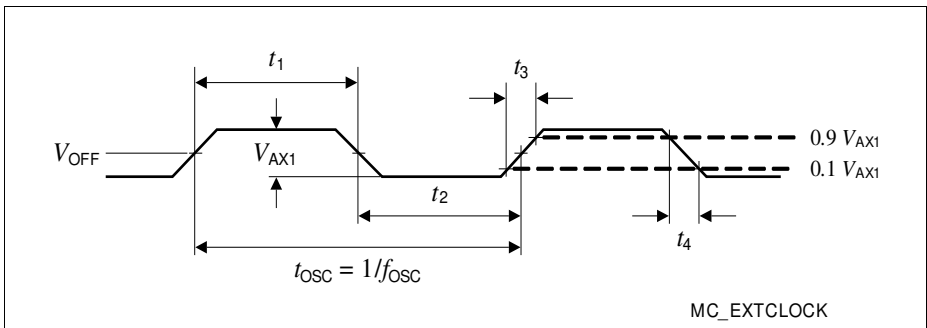 t1
t3
VOFF
VAX1
0.9 VAX1
0.1 VAX1
t2
t4
tOSC = 1/fOSC
MC_EXTCLOCK